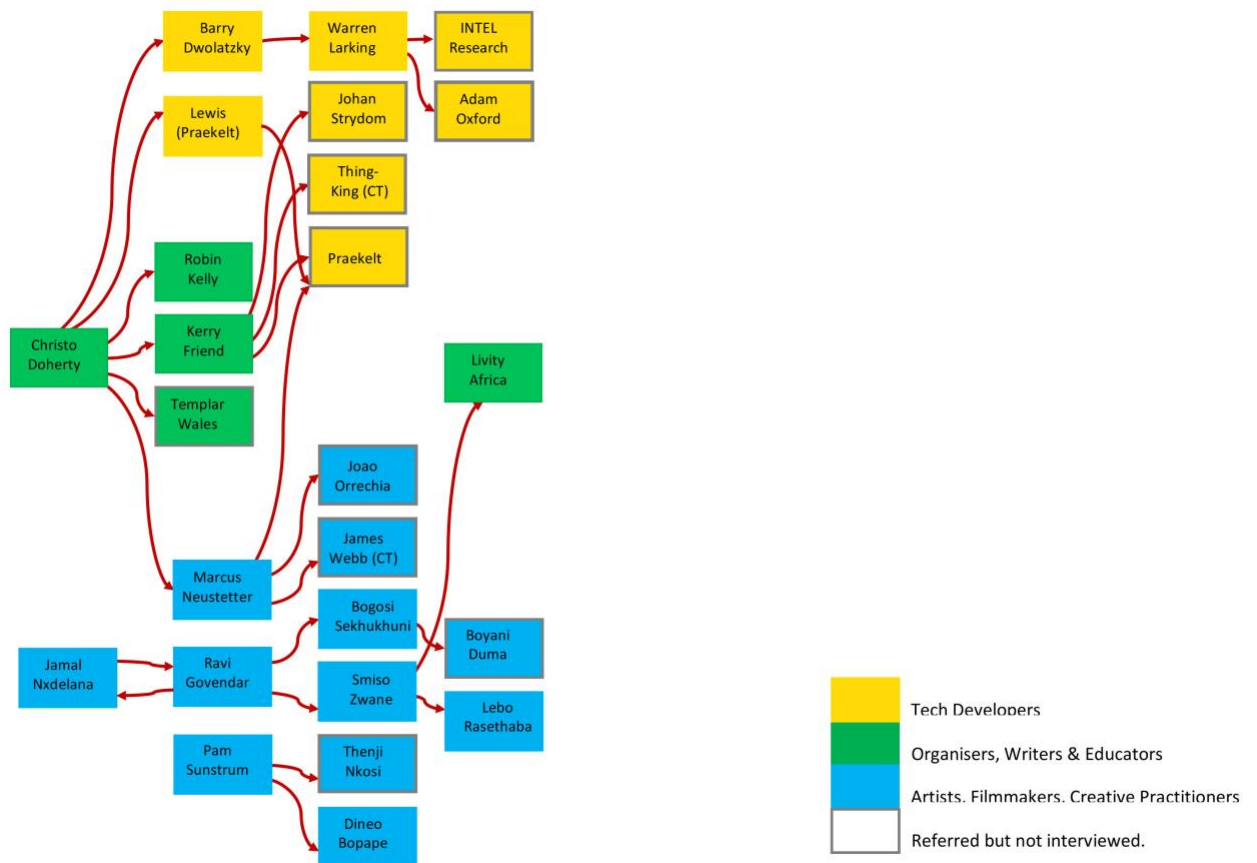 Barry
Dwolatzky
Warren
Larking
INTEL
Research
Lewis
(Praekelt)
Johan
Strydom
Adam
Oxford
Thing-
King (CT)
Robin
Kelly
Praekelt
Christo
Doherty
Kerry
Friend
Livity
Africa
Templar
Wales
Joao
Orrechia
James
Webb (CT)
Marcus
Neustetter
Bogosi
Sekhukhuni
Boyani
Duma
Jamal
Nxdelana
Ravi
Govendar
Smiso
Zwane
Lebo
Rasethaba
Pam
Sunstrum
Thenji
Nkosi
Dineo
Bopape
Tech Developers
Organisers, Writers & Educators
Artists, Filmmakers, Creative Practitioners
Referred but not interviewed.